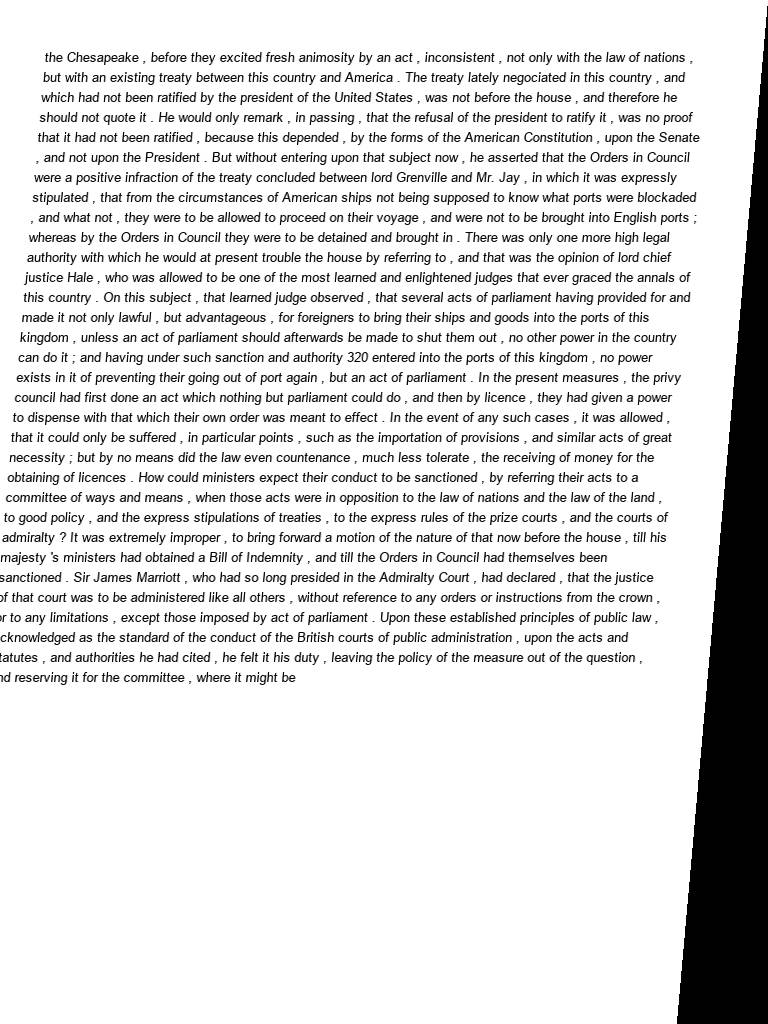 the Chesapeake , before they excited fresh animosity by an act , inconsistent , not only with the law of nations ,
but with an existing treaty between this country and America . The treaty lately negociated in this country , and
which had not been ratified by the president of the United States , was not before the house , and therefore he
should not quote it . He would only remark , in passing , that the refusal of the president to ratify it , was no proof
that it had not been ratified , because this depended , by the forms of the American Constitution , upon the Senate
, and not upon the President . But without entering upon that subject now , he asserted that the Orders in Council
were a positive infraction of the treaty concluded between lord Grenville and Mr. Jay , in which it was expressly
stipulated , that from the circumstances of American ships not being supposed to know what ports were blockaded
, and what not , they were to be allowed to proceed on their voyage , and were not to be brought into English ports ;
whereas by the Orders in Council they were to be detained and brought in . There was only one more high legal
authority with which he would at present trouble the house by referring to , and that was the opinion of lord chief
justice Hale , who was allowed to be one of the most learned and enlightened judges that ever graced the annals of
this country . On this subject , that learned judge observed , that several acts of parliament having provided for and
made it not only lawful , but advantageous , for foreigners to bring their ships and goods into the ports of this
kingdom , unless an act of parliament should afterwards be made to shut them out , no other power in the country
can do it ; and having under such sanction and authority 320 entered into the ports of this kingdom , no power
exists in it of preventing their going out of port again , but an act of parliament . In the present measures , the privy
council had first done an act which nothing but parliament could do , and then by licence , they had given a power
to dispense with that which their own order was meant to effect . In the event of any such cases , it was allowed ,
that it could only be suffered , in particular points , such as the importation of provisions , and similar acts of great
necessity ; but by no means did the law even countenance , much less tolerate , the receiving of money for the
obtaining of licences . How could ministers expect their conduct to be sanctioned , by referring their acts to a
committee of ways and means , when those acts were in opposition to the law of nations and the law of the land ,
to good policy , and the express stipulations of treaties , to the express rules of the prize courts , and the courts of
admiralty ? It was extremely improper , to bring forward a motion of the nature of that now before the house , till his
majesty 's ministers had obtained a Bill of Indemnity , and till the Orders in Council had themselves been
sanctioned . Sir James Marriott , who had so long presided in the Admiralty Court , had declared , that the justice
of that court was to be administered like all others , without reference to any orders or instructions from the crown ,
or to any limitations , except those imposed by act of parliament . Upon these established principles of public law ,
cknowledged as the standard of the conduct of the British courts of public administration , upon the acts and
tatutes , and authorities he had cited , he felt it his duty , leaving the policy of the measure out of the question ,
nd reserving it for the committee , where it might be